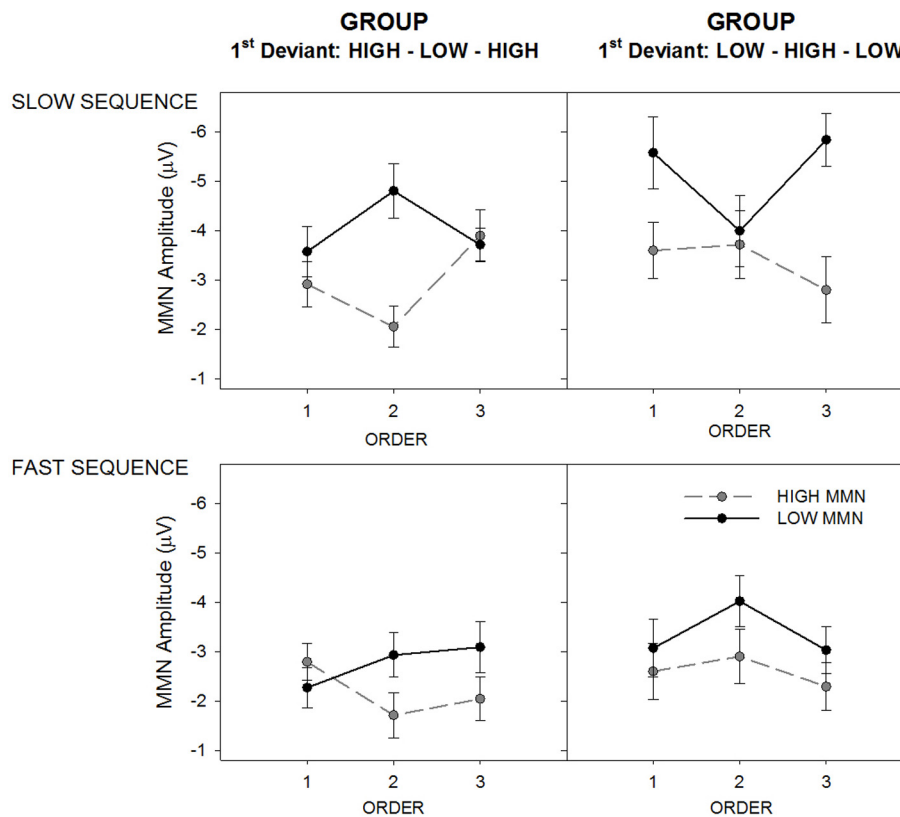 GROUP
1st Deviant: HIGH - LOW - HIGH
GROUP
1st Deviant: LOW - HIGH - LOW
SLOW SEQUENCE
MMN Amplitude (µV)
-6
-5
-4
-3
-2
-1
1 2 3
ORDER
1 2 3
ORDER
FAST SEQUENCE
MMN Amplitude (µV)
-6
-5
-4
-3
-2
-1
HIGH MMN
LOW MMN
1 2 3
ORDER
1 2 3
ORDER